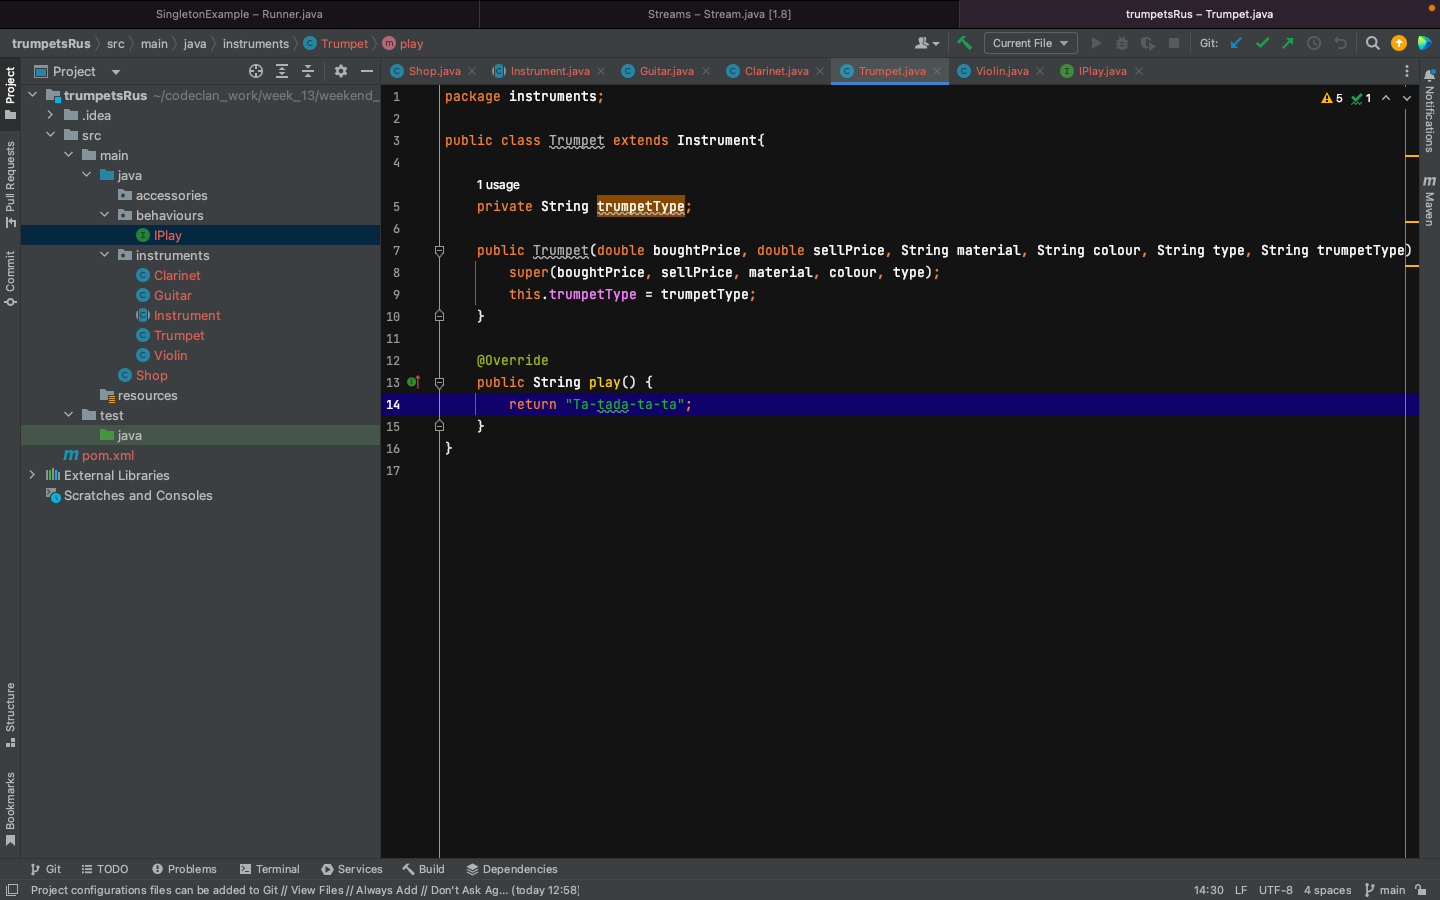 SingletonExample – Runner.java
Streams – Stream.java [1.8]
trumpetsRus – Trumpet.java
trumpetsRus src main java instruments Trumpet play
Current File
Git:
Project
Shop.java Instrument.java Guitar.java Clarinet.java Trumpet.java Violin.java IPlay.java
Project
Pull Requests
Commit
Structure
Bookmarks
trumpetsRus ~/codeclan_work/week_13/weekend_
.idea
src
main
java
accessories
behaviours
IPlay
instruments
Clarinet
Guitar
Instrument
Trumpet
Violin
Shop
resources
test
java
pom.xml
External Libraries
Scratches and Consoles
5 1
1 package instruments;
2
3 public class Trumpet extends Instrument{
4
1 usage
5 private String trumpetType;
6
7 public Trumpet(double boughtPrice, double sellPrice, String material, String colour, String type, String trumpetType)
8 super(boughtPrice, sellPrice, material, colour, type);
9 this.trumpetType = trumpetType;
10 }
11
12 @Override
13 public String play() {
14 return "Ta-tada-ta-ta";
15 }
16 }
17
Notifications
Maven
Git TODO Problems Terminal Services Build Dependencies
Project configurations files can be added to Git // View Files // Always Add // Don't Ask Ag... (today 12:58)
14:30 LF UTF-8 4 spaces main